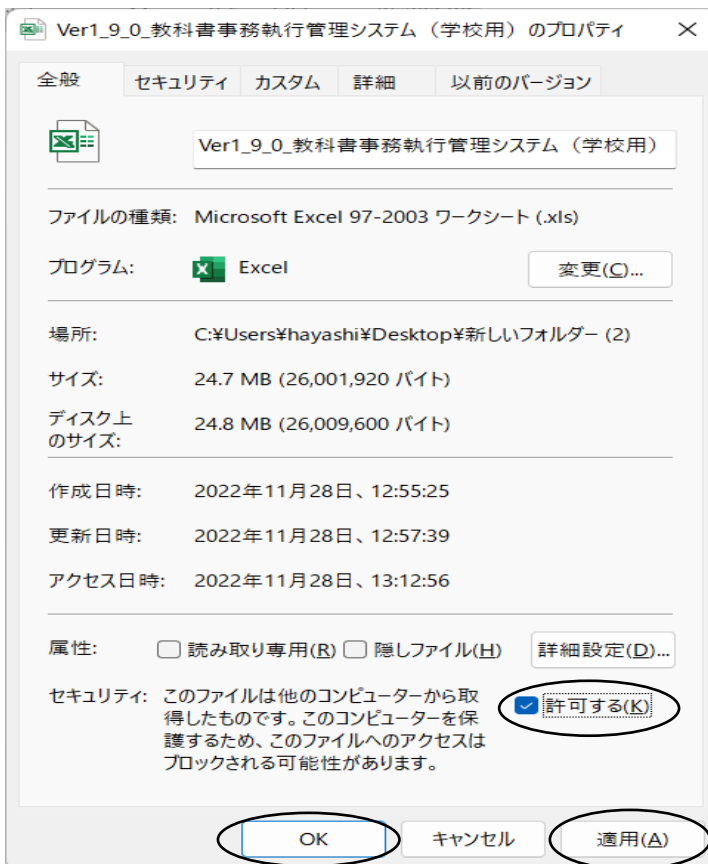 Ver1_9_0_教科書事務執行管理システム（学校用）のプロパティ
全般 セキュリティ カスタム 詳細 以前のバージョン
Ver1_9_0_教科書事務執行管理システム（学校用）
ファイルの種類: Microsoft Excel 97-2003 ワークシート (.xls)
プログラム: Excel 変更(C)...
場所: C:¥Users¥hayashi¥Desktop¥新しいフォルダー (2)
サイズ: 24.7 MB (26,001,920 バイト)
ディスク上
のサイズ: 24.8 MB (26,009,600 バイト)
作成日時: 2022年11月28日、12:55:25
更新日時: 2022年11月28日、12:57:39
アクセス日時: 2022年11月28日、13:12:56
属性: 読み取り専用(R) 隠しファイル(H) 詳細設定(D)...
セキュリティ: このファイルは他のコンピューターから取 許可する(K)
得したものです。このコンピューターを保
護するため、このファイルへのアクセスは
ブロックされる可能性があります。
OK キャンセル 適用(A)